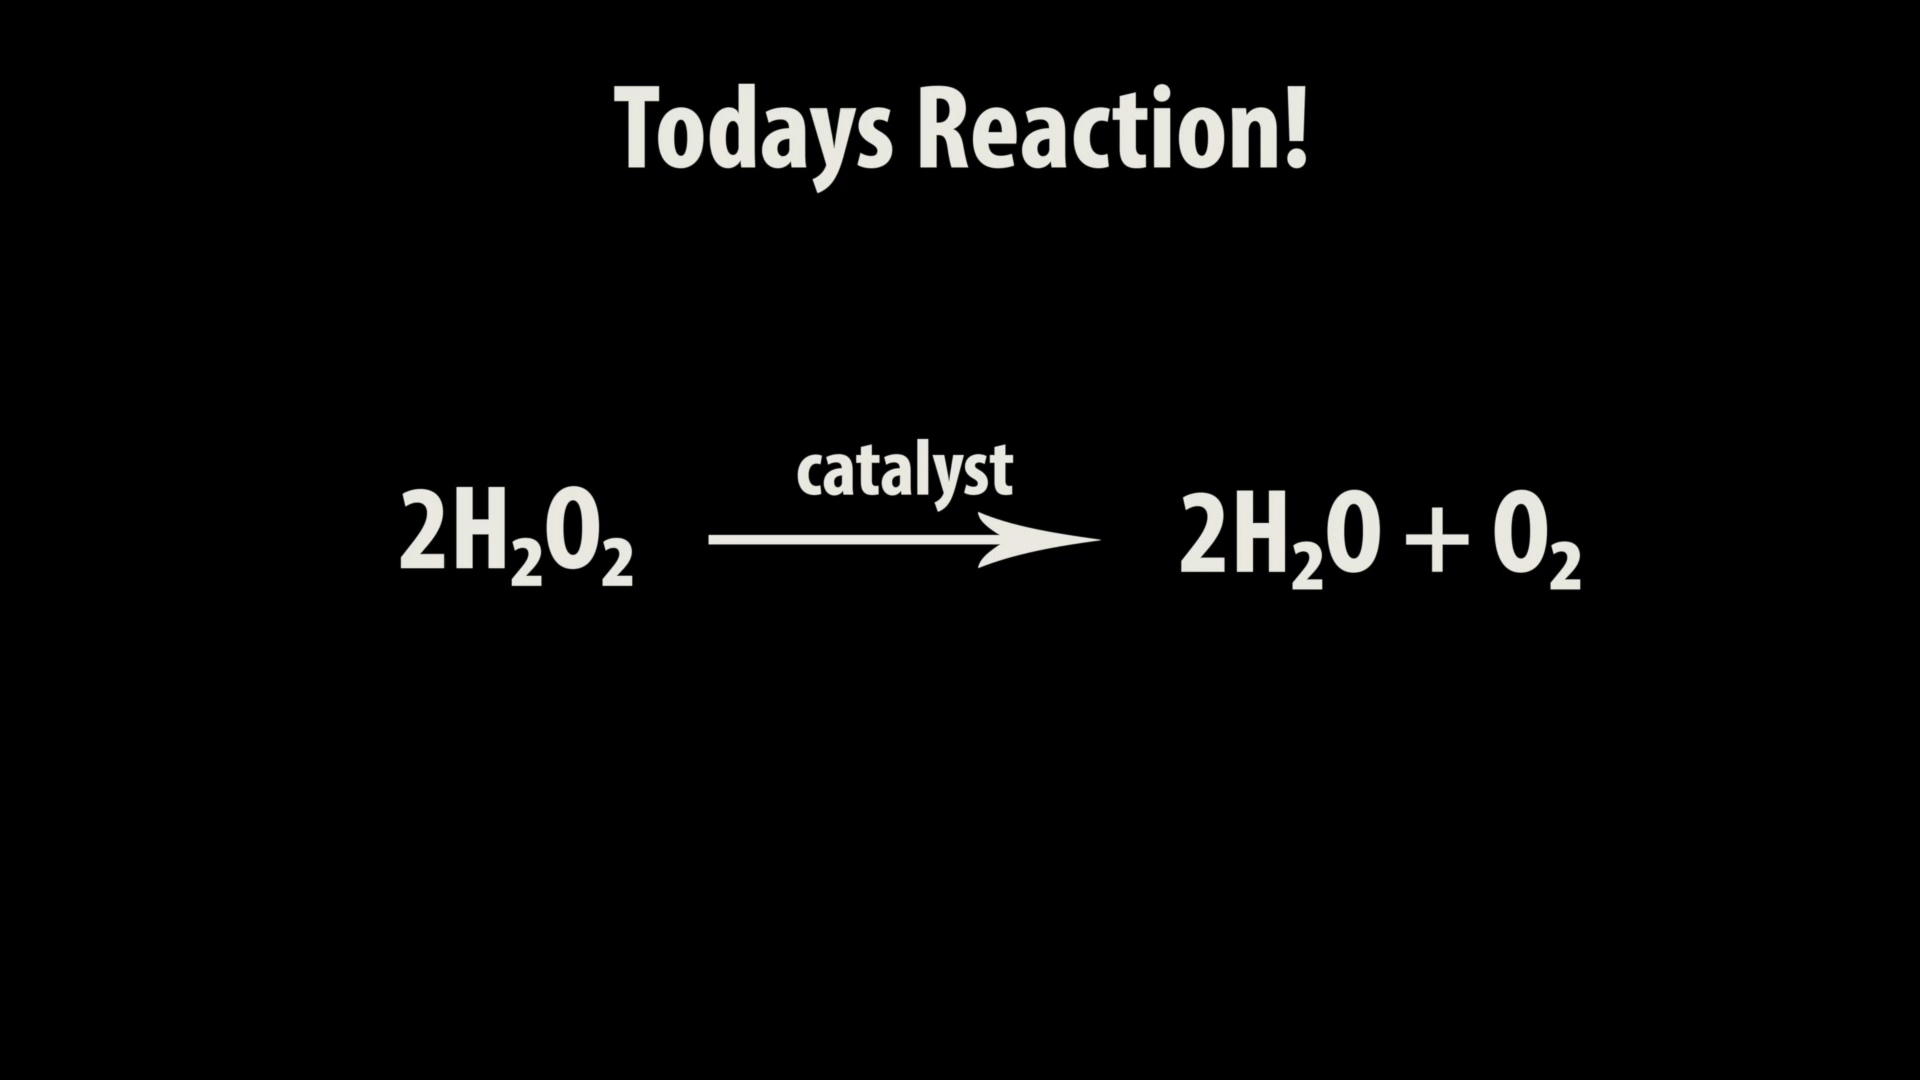 Todays Reaction!
catalyst
2H₂O₂ → 2H₂O + O₂